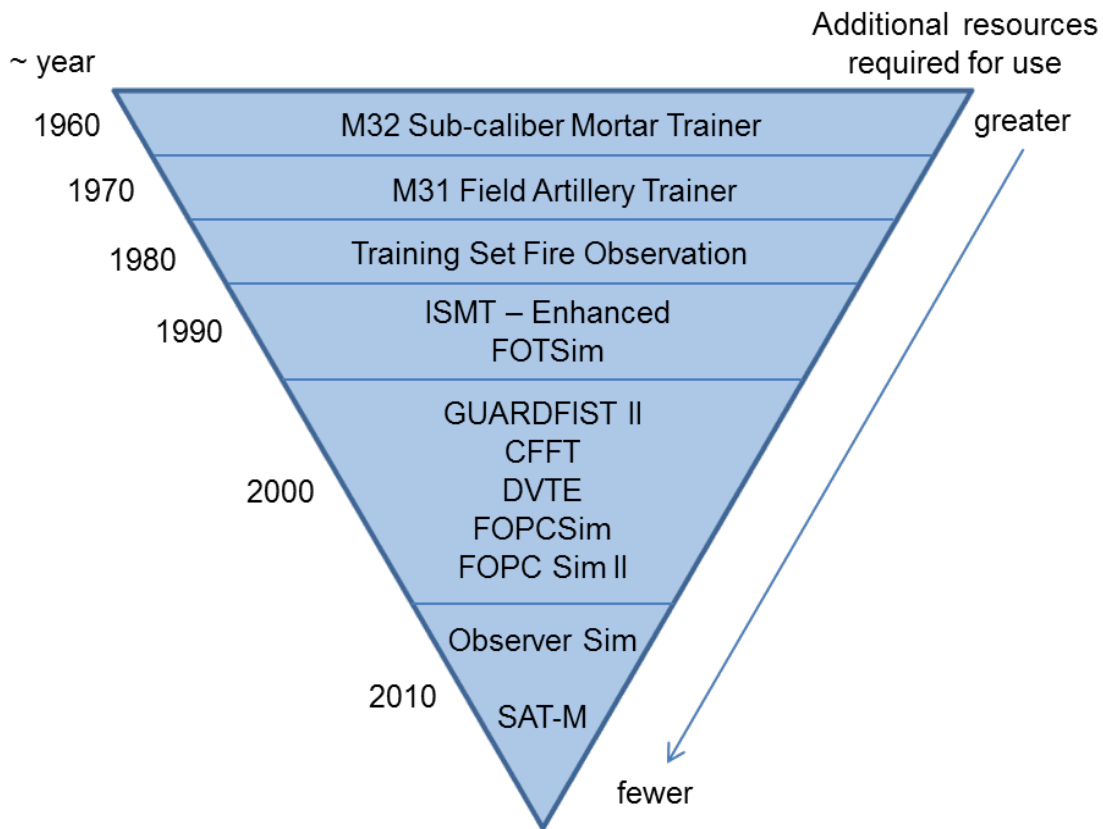 Additional resources
required for use
~ year
1960
M32 Sub-caliber Mortar Trainer
greater
1970
M31 Field Artillery Trainer
1980
Training Set Fire Observation
1990
ISMT – Enhanced
FOTSim
2000
GUARDFIST II
CFFT
DVTE
FOPCSim
FOPC Sim II
2010
Observer Sim
SAT-M
fewer